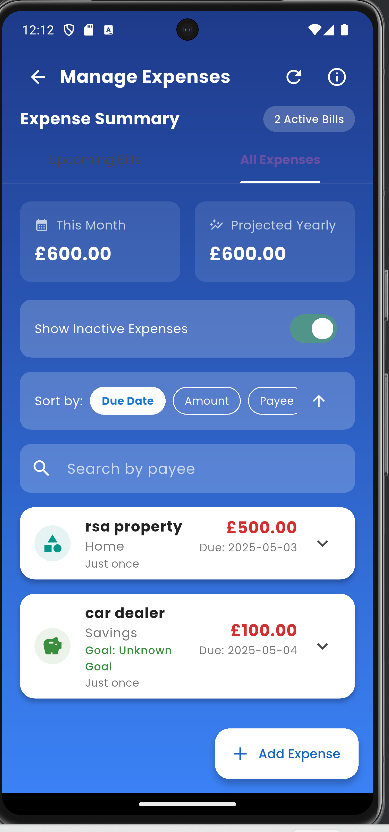 12:12
A
Manage Expenses
Expense Summary
2 Active Bills
All Expenses
This Month
£600.00
Projected Yearly
£600.00
Show Inactive Expenses
Sort by:
Due Date
Amount
Payee
Search by payee
rsa property
£500.00
Home
Due: 2025-05-03
Just once
car dealer
£100.00
Savings
Due: 2025-05-04
Goal: Unknown
Goal
Just once
Add Expense